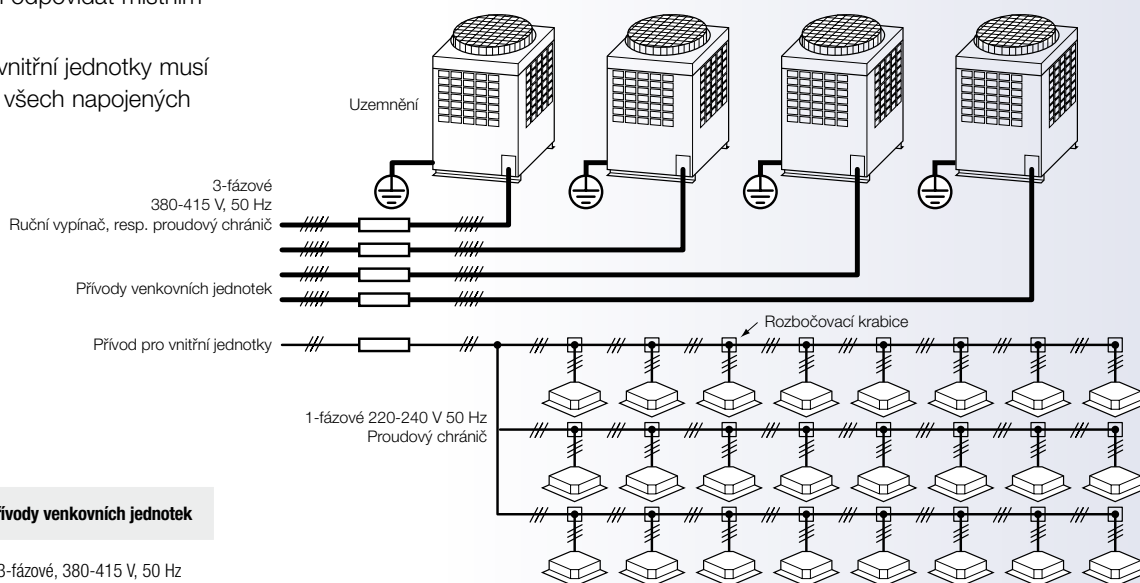 odpovídat místním
vnitřní jednotky musí
všech napojených
Uzemnění
3-fázové
380-415 V, 50 Hz
Ruční vypínač, resp. proudový chránič
Přívody venkovních jednotek
Přívod pro vnitřní jednotky
Rozbočovací krabice
1-fázové 220-240 V 50 Hz
Proudový chránič
řívody venkovních jednotek
3-fázové, 380-415 V, 50 Hz